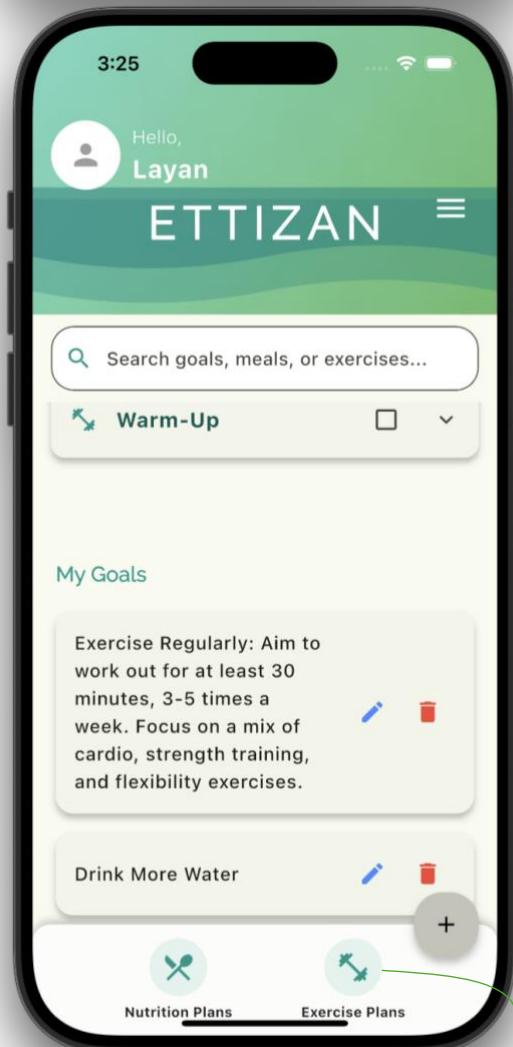 3:25
Hello,
Layan
ETTIZAN
Search goals, meals, or exercises...
Warm-Up
My Goals
Exercise Regularly: Aim to
work out for at least 30
minutes, 3-5 times a
week. Focus on a mix of
cardio, strength training,
and flexibility exercises.
Drink More Water
+
Nutrition Plans
Exercise Plans